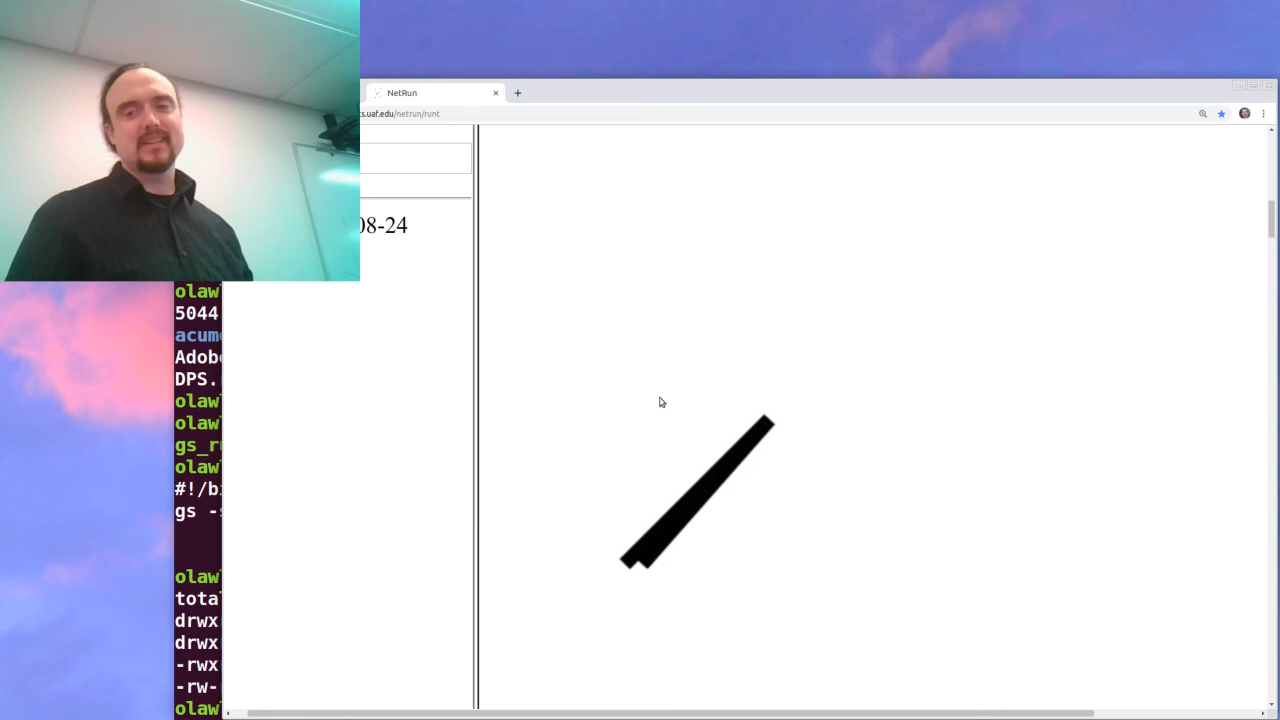 NetRun
s.uaf.edu/netrun/runt
08-24
olaw
5044
acum
Adob
DPS.
olaw
olaw
gs_r
olaw
#!/b
gs -
olaw
tota
drwx
drwx
-rwx
-rw-
olaw